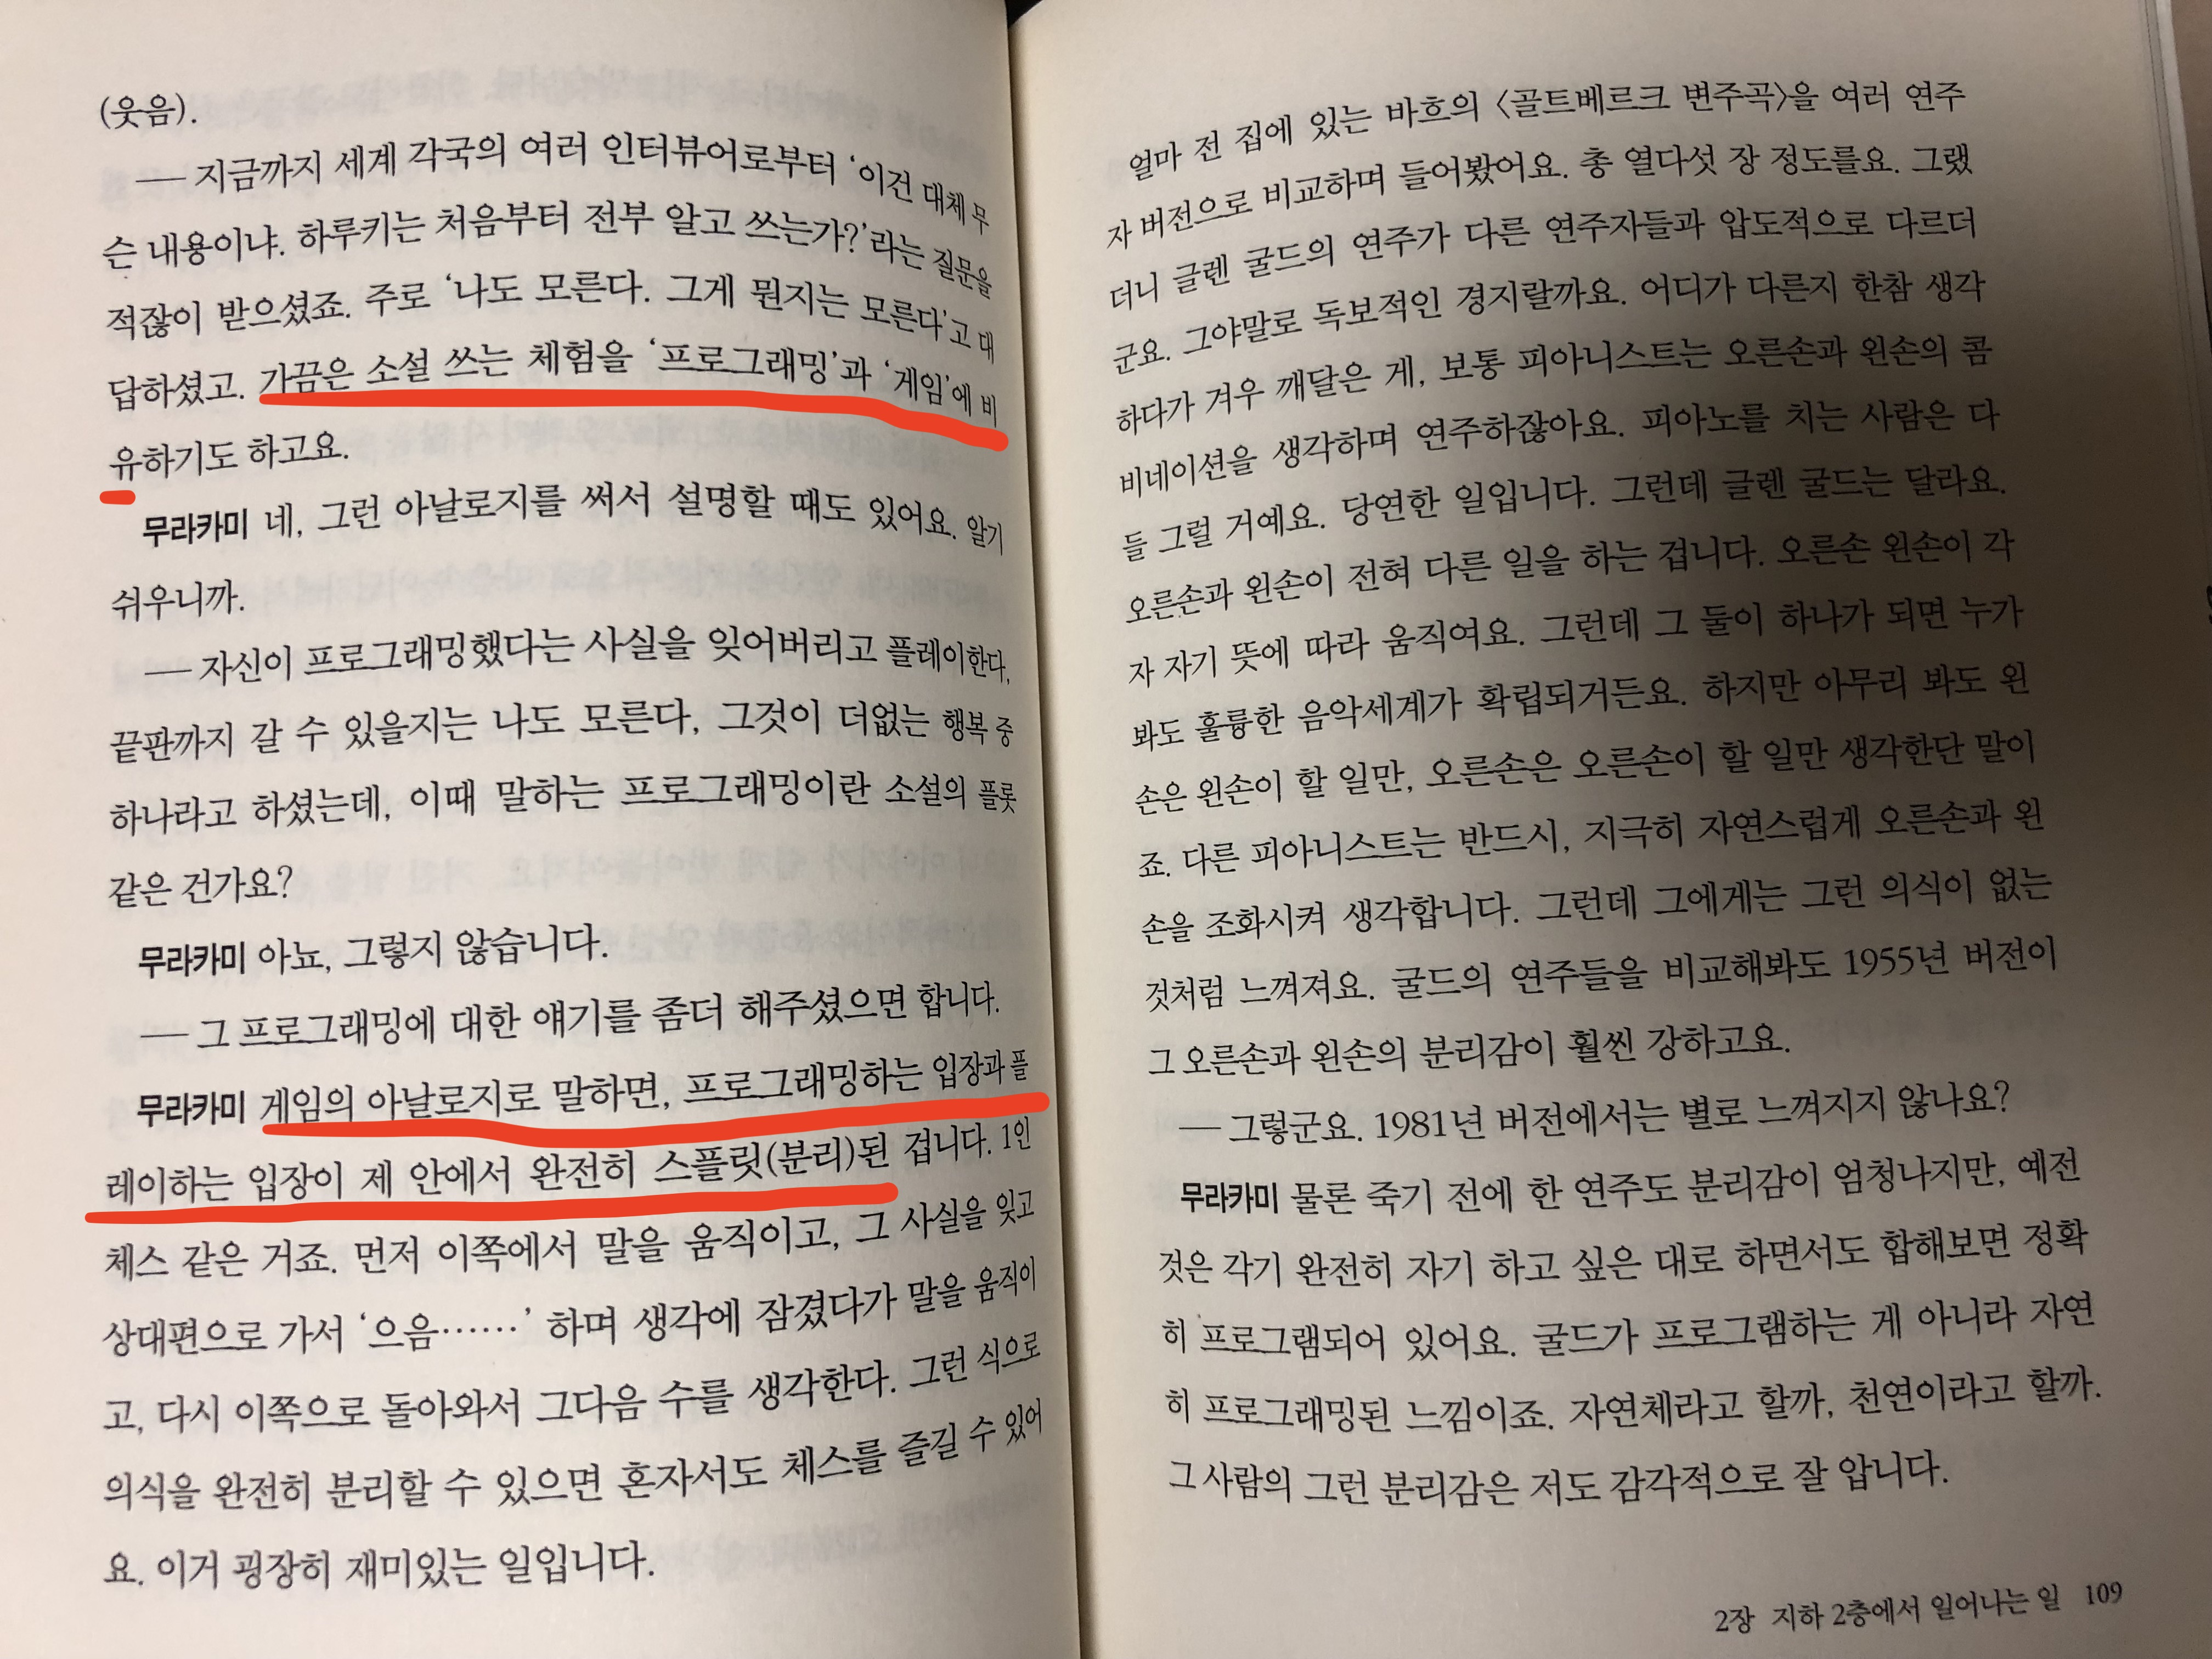 (웃음).
— 지금까지 세계 각국의 여러 인터뷰어로부터 ‘이건 대체 무
슨 내용이냐. 하루키는 처음부터 전부 알고 쓰는가?’라는 질문을
적잖이 받으셨죠. 주로 ‘나도 모른다. 그게 뭔지는 모른다’고 대
답하셨고. 가끔은 소설 쓰는 체험을 ‘프로그래밍’과 ‘게임’에 비
유하기도 하고요.
무라카미 네, 그런 아날로지를 써서 설명할 때도 있어요. 알기
쉬우니까.
— 자신이 프로그래밍했다는 사실을 잊어버리고 플레이한다,
끝판까지 갈 수 있을지는 나도 모른다, 그것이 더없는 행복 중
하나라고 하셨는데, 이때 말하는 프로그래밍이란 소설의 플롯
같은 건가요?
무라카미 아뇨, 그렇지 않습니다.
— 그 프로그래밍에 대한 얘기를 좀더 해주셨으면 합니다.
무라카미 게임의 아날로지로 말하면, 프로그래밍하는 입장과 플
레이하는 입장이 제 안에서 완전히 스플릿(분리)된 겁니다. 1인
체스 같은 거죠. 먼저 이쪽에서 말을 움직이고, 그 사실을 잊고
상대편으로 가서 ‘으음……’ 하며 생각에 잠겼다가 말을 움직이
고, 다시 이쪽으로 돌아와서 그다음 수를 생각한다. 그런 식으로
의식을 완전히 분리할 수 있으면 혼자서도 체스를 즐길 수 있어
요. 이거 굉장히 재미있는 일입니다.
얼마 전 집에 있는 바흐의 〈골트베르크 변주곡〉을 여러 연주
자 버전으로 비교하며 들어봤어요. 총 열다섯 장 정도를요. 그랬
더니 글렌 굴드의 연주가 다른 연주자들과 압도적으로 다르더
군요. 그야말로 독보적인 경지랄까요. 어디가 다른지 한참 생각
하다가 겨우 깨달은 게, 보통 피아니스트는 오른손과 왼손의 콤
비네이션을 생각하며 연주하잖아요. 피아노를 치는 사람은 다
들 그럴 거예요. 당연한 일입니다. 그런데 글렌 굴드는 달라요.
오른손과 왼손이 전혀 다른 일을 하는 겁니다. 오른손 왼손이 각
자 자기 뜻에 따라 움직여요. 그런데 그 둘이 하나가 되면 누가
봐도 훌륭한 음악세계가 확립되거든요. 하지만 아무리 봐도 왼
손은 왼손이 할 일만, 오른손은 오른손이 할 일만 생각한단 말이
죠. 다른 피아니스트는 반드시, 지극히 자연스럽게 오른손과 왼
손을 조화시켜 생각합니다. 그런데 그에게는 그런 의식이 없는
것처럼 느껴져요. 굴드의 연주들을 비교해봐도 1955년 버전이
그 오른손과 왼손의 분리감이 훨씬 강하고요.
— 그렇군요. 1981년 버전에서는 별로 느껴지지 않나요?
무라카미 물론 죽기 전에 한 연주도 분리감이 엄청나지만, 예전
것은 각기 완전히 자기 하고 싶은 대로 하면서도 합해보면 정확
히 프로그램되어 있어요. 굴드가 프로그램하는 게 아니라 자연
히 프로그래밍된 느낌이죠. 자연체라고 할까, 천연이라고 할까.
그 사람의 그런 분리감은 저도 감각적으로 잘 압니다.
2장 지하 2층에서 일어나는 일 109